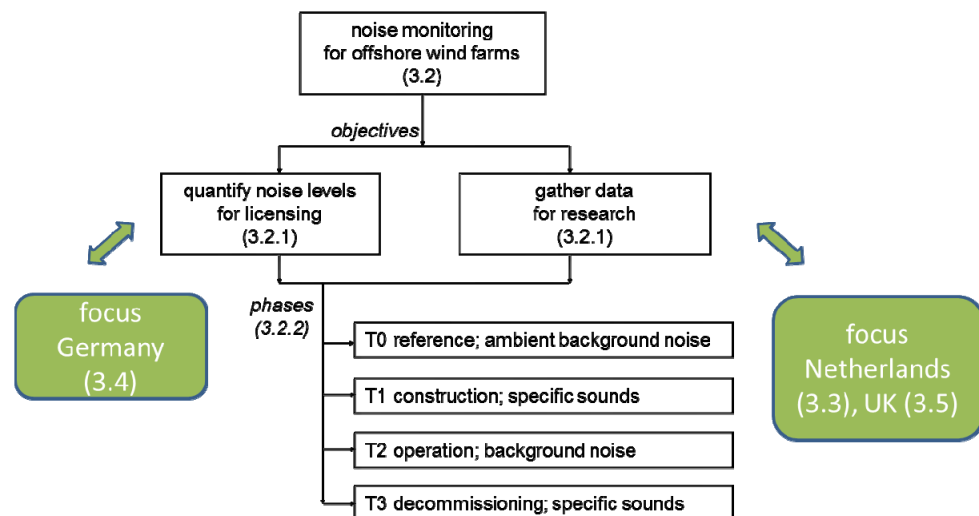 noise monitoring
for offshore wind farms
(3.2)
objectives
quantify noise levels
for licensing
(3.2.1)
gather data
for research
(3.2.1)
focus
Germany
(3.4)
phases
(3.2.2)
focus
Netherlands
(3.3), UK (3.5)
T0 reference; ambient background noise
T1 construction; specific sounds
T2 operation; background noise
T3 decommissioning; specific sounds